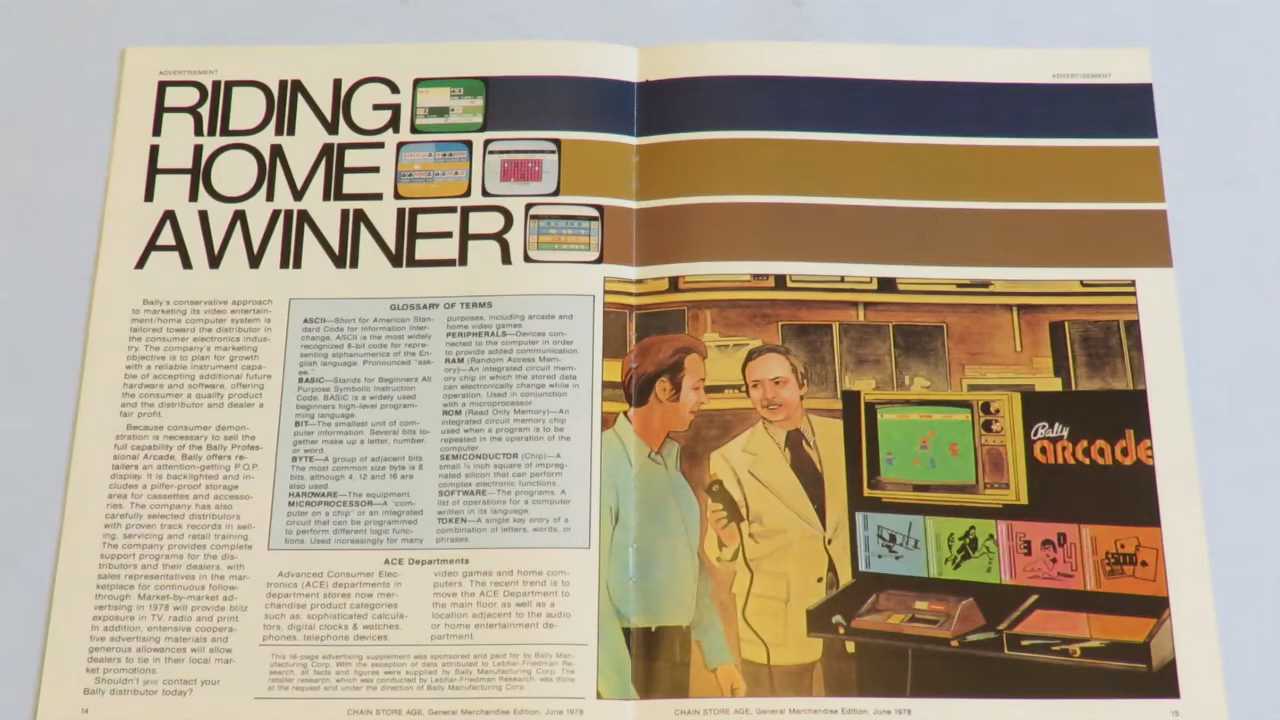 ADVERTISEMENT
ADVERTISEMENT
RIDING
HOME
A WINNER
Bally's conservative approach
to marketing its video entertain-
ment/home computer system is
tailored toward the distributor in
the consumer electronics indus-
try. The company's marketing
objective is to plan for growth
with a reliable instrument capa-
ble of accepting additional future
hardware and software, offering
the consumer a quality product
and the distributor and dealer a
fair profit.
Because consumer demon-
stration is necessary to sell the
full capability of the Bally Profes-
sional Arcade, Bally offers re-
tailers an attention-getting P.O.P.
display. It is backlighted and in-
cludes a pilfer-proof storage
area for cassettes and accesso-
ries. The company has also
carefully selected distributors
with proven track records in sell-
ing, servicing and retail training.
The company provides complete
support programs for the dis-
tributors and their dealers, with
sales representatives in the mar-
ketplace for continuous follow-
through. Market-by-market ad-
vertising in 1978 will provide blitz
exposure in TV, radio and print.
In addition, entensive coopera-
tive advertising materials and
generous allowances will allow
dealers to tie in their local mar-
ket promotions.
Shouldn't you contact your
Bally distributor today?
GLOSSARY OF TERMS
ASCII—Short for American Stan-
dard Code for Information Inter-
change, ASCII is the most widely
recognized 8-bit code for repre-
senting alphanumerics of the En-
glish language. Pronounced "ask-
ee."
BASIC—Stands for Beginners All
Purpose Symbolic Instruction
Code. BASIC is a widely used
beginners high-level program-
ming language.
BIT—The smallest unit of com-
puter information. Several bits to-
gether make up a letter, number,
or word.
BYTE—A group of adjacent bits.
The most common size byte is 8
bits, although 4, 12 and 16 are
also used.
HARDWARE—The equipment.
MICROPROCESSOR—A "com-
puter on a chip" or an integrated
circuit that can be programmed
to perform different logic func-
tions. Used increasingly for many
purposes, including arcade and
home video games.
PERIPHERALS—Devices con-
nected to the computer in order
to provide added communication.
RAM (Random Access Mem-
ory)—An integrated circuit mem-
ory chip in which the stored data
can electronically change while in
operation. Used in conjunction
with a microprocessor.
ROM (Read Only Memory)—An
integrated circuit memory chip
used when a program is to be
repeated in the operation of the
computer.
SEMICONDUCTOR (Chip)—A
small ¼ inch square of impreg-
nated silicon that can perform
complex electronic functions.
SOFTWARE—The programs. A
list of operations for a computer
written in its language.
TOKEN—A single key entry of a
combination of letters, words, or
phrases.
ACE Departments
Advanced Consumer Elec-
tronics (ACE) departments in
department stores now mer-
chandise product categories
such as: sophisticated calcula-
tors, digital clocks & watches,
phones, telephone devices,
video games and home com-
puters. The recent trend is to
move the ACE Department to
the main floor as well as a
location adjacent to the audio
or home entertainment de-
partment.
This 16-page advertising supplement was sponsored and paid for by Bally Man-
ufacturing Corp. With the exception of data attributed to Lebhar-Friedman Re-
search, all facts and figures were supplied by Bally Manufacturing Corp. The
retailer research, which was conducted by Lebhar-Friedman Research, was done
at the request and under the direction of Bally Manufacturing Corp.
Bally
arcade
14
CHAIN STORE AGE, General Merchandise Edition, June 1978
CHAIN STORE AGE, General Merchandise Edition, June 1978
15